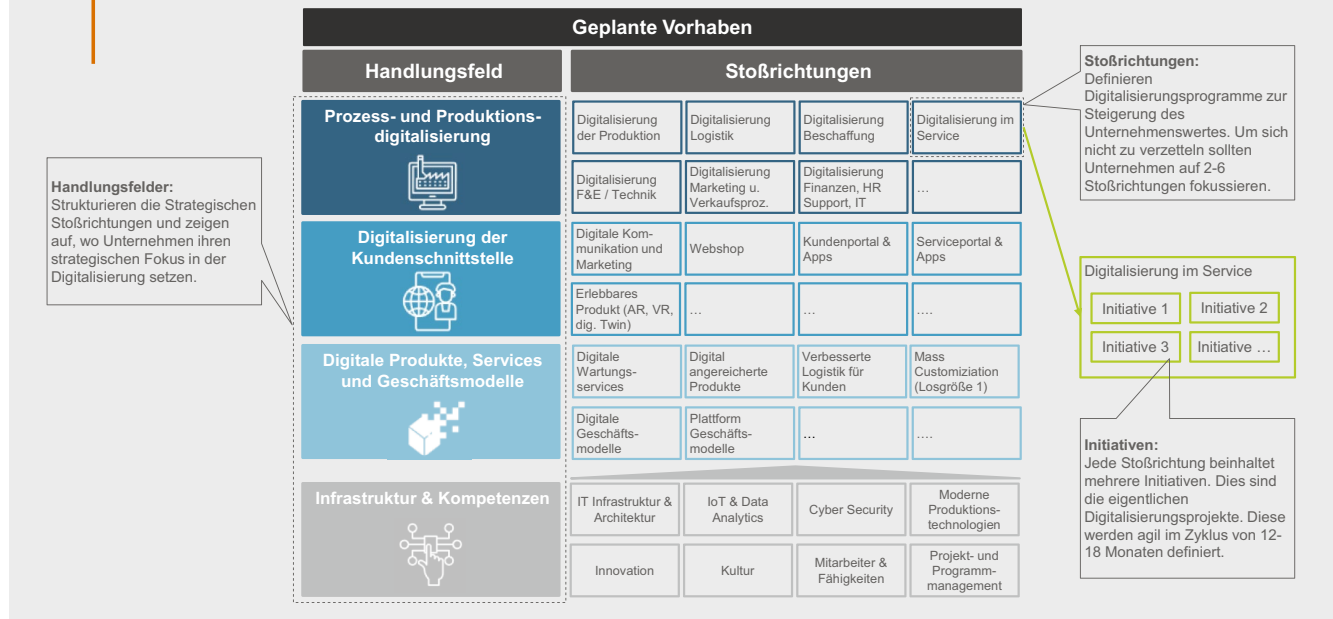 Geplante Vorhaben
Handlungsfeld
Stoßrichtungen
Handlungsfelder:
Strukturieren die Strategischen
Stoßrichtungen und zeigen
auf, wo Unternehmen ihren
strategischen Fokus in der
Digitalisierung setzen.
Prozess- und Produktions-
digitalisierung
Digitalisierung
der Produktion
Digitalisierung
Logistik
Digitalisierung
Beschaffung
Digitalisierung im
Service
Digitalisierung
F&E / Technik
Digitalisierung
Marketing u.
Verkaufsproz.
Digitalisierung
Finanzen, HR
Support, IT
…
Digitalisierung der
Kundenschnittstelle
Digitale Kom-
munikation und
Marketing
Webshop
Kundenportal &
Apps
Serviceportal &
Apps
Erlebbares
Produkt (AR, VR,
dig. Twin)
…
…
….
Digitale Produkte, Services
und Geschäftsmodelle
Digitale
Wartungs-
services
Digital
angereicherte
Produkte
Verbesserte
Logistik für
Kunden
Mass
Customiziation
(Losgröße 1)
Digitale
Geschäfts-
modelle
Plattform
Geschäfts-
modelle
…
….
Infrastruktur & Kompetenzen
IT Infrastruktur &
Architektur
IoT & Data
Analytics
Cyber Security
Moderne
Produktions-
technologien
Innovation
Kultur
Mitarbeiter &
Fähigkeiten
Projekt- und
Programm-
management
Stoßrichtungen:
Definieren
Digitalisierungsprogramme zur
Steigerung des
Unternehmenswertes. Um sich
nicht zu verzetteln sollten
Unternehmen auf 2-6
Stoßrichtungen fokussieren.
Digitalisierung im Service
Initiative 1
Initiative 2
Initiative 3
Initiative …
Initiativen:
Jede Stoßrichtung beinhaltet
mehrere Initiativen. Dies sind
die eigentlichen
Digitalisierungsprojekte. Diese
werden agil im Zyklus von 12-
18 Monaten definiert.